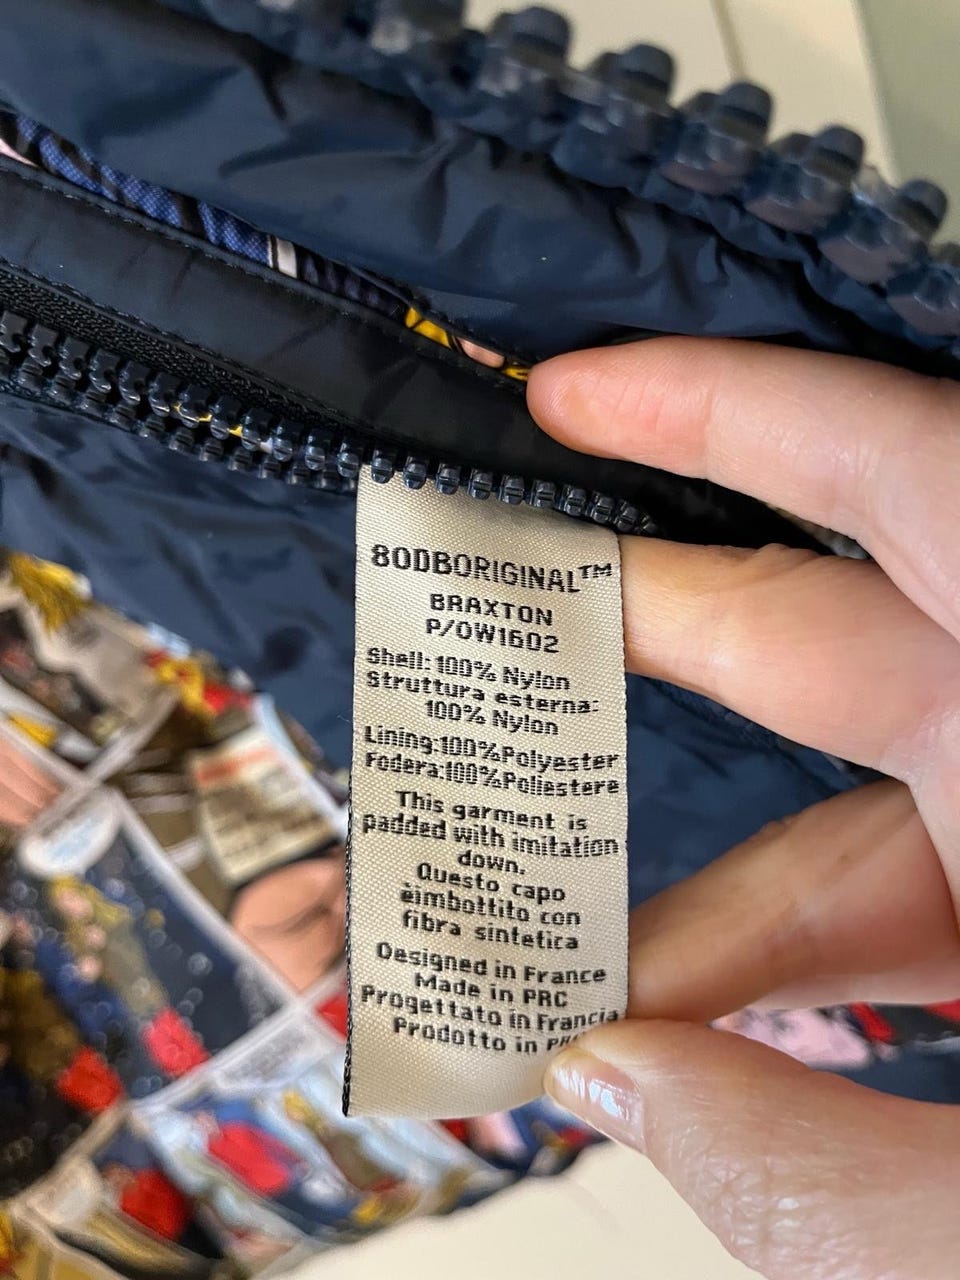 80DBORIGINAL™
BRAXTON
P/OW1602
Shell: 100% Nylon
Struttura esterna:
100% Nylon
Lining:100%Polyester
Fodera:100%Poliestere
This garment is
padded with imitation
down.
Questo capo
èimbottito con
fibra sintetica
Designed in France
Made in PRC
Progettato in Francia
Prodotto in PRC